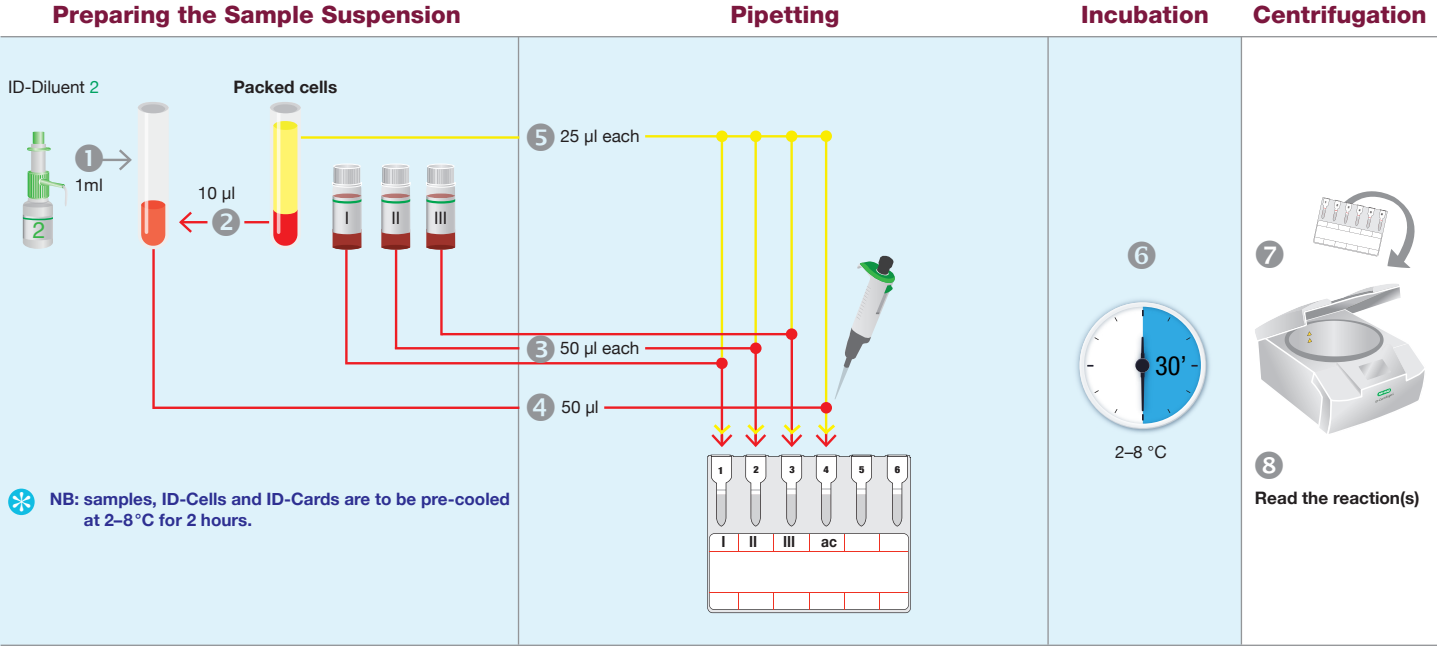 Preparing the Sample Suspension
Pipetting
Incubation
Centrifugation
ID-Diluent 2
Packed cells
1
1ml
2
10 µl
2
I
II
III
5 25 µl each
3 50 µl each
4 50 µl
1 2 3 4 5 6
I II III ac
6
30'
2–8 °C
7
8
Read the reaction(s)
NB: samples, ID-Cells and ID-Cards are to be pre-cooled
at 2–8°C for 2 hours.